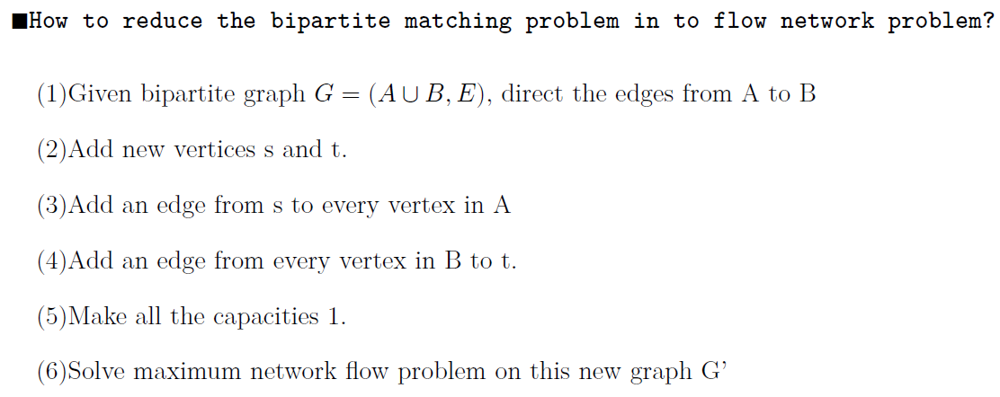 ■How to reduce the bipartite matching problem in to flow network problem?
(1)Given bipartite graph G = (A ∪ B, E), direct the edges from A to B
(2)Add new vertices s and t.
(3)Add an edge from s to every vertex in A
(4)Add an edge from every vertex in B to t.
(5)Make all the capacities 1.
(6)Solve maximum network flow problem on this new graph G’